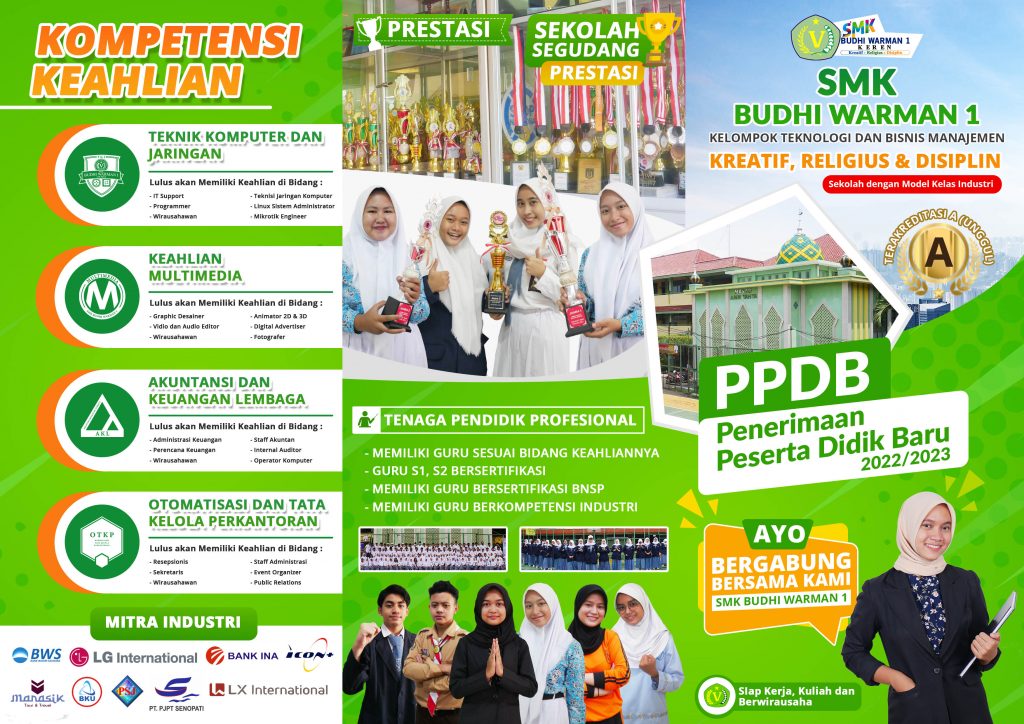 KOMPETENSI
KEAHLIAN
TEKNIK KOMPUTER DAN
JARINGAN
Lulus akan Memiliki Keahlian di Bidang :
- IT Support
- Programmer
- Wirausahawan
- Teknisi Jaringan Komputer
- Linux Sistem Administrator
- Mikrotik Engineer
MULTIMEDIA
M
KEAHLIAN
MULTIMEDIA
Lulus akan Memiliki Keahlian di Bidang :
- Graphic Desainer
- Vidio dan Audio Editor
- Wirausahawan
- Animator 2D & 3D
- Digital Advertiser
- Fotografer
AKL
AKUNTANSI DAN
KEUANGAN LEMBAGA
Lulus akan Memiliki Keahlian di Bidang :
- Administrasi Keuangan
- Perencana Keuangan
- Wirausahawan
- Staff Akuntan
- Internal Auditor
- Operator Komputer
OTKP
OTOMATISASI DAN TATA
KELOLA PERKANTORAN
Lulus akan Memiliki Keahlian di Bidang :
- Resepsionis
- Sekretaris
- Wirausahawan
- Staff Administrasi
- Event Organizer
- Public Relations
MITRA INDUSTRI
BWS
LG International
BANK INA
icon+
Manasik
Tour & Travel
BKU
PSJ
PT. PJPT SENOPATI
LX International
PRESTASI
SEKOLAH
SEGUDANG
PRESTASI
TENAGA PENDIDIK PROFESIONAL
- MEMILIKI GURU SESUAI BIDANG KEAHLIANNYA
- GURU S1, S2 BERSERTIFIKASI
- MEMILIKI GURU BERSERTIFIKASI BNSP
- MEMILIKI GURU BERKOMPETENSI INDUSTRI
V
SMK
BUDHI WARMAN 1
KEREN
Kreatif - Religius - Disiplin
SMK
BUDHI WARMAN 1
KELOMPOK TEKNOLOGI DAN BISNIS MANAJEMEN
KREATIF, RELIGIUS & DISIPLIN
Sekolah dengan Model Kelas Industri
TERAKREDITASI A (UNGGUL)
A
PPDB
Penerimaan
Peserta Didik Baru
2022/2023
AYO
BERGABUNG
BERSAMA KAMI
SMK BUDHI WARMAN 1
V
SIap Kerja, Kuliah dan
Berwirausaha